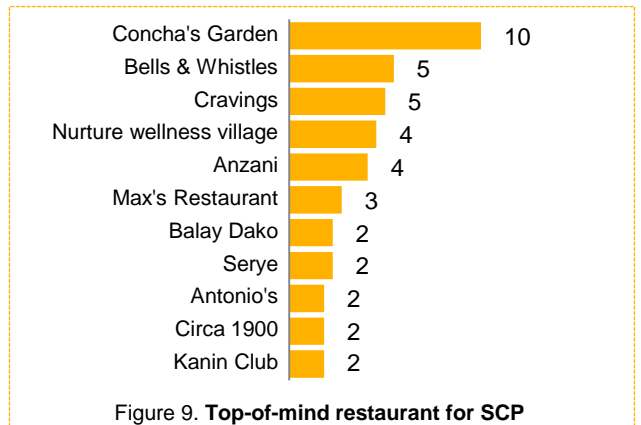 Concha's Garden 10
Bells & Whistles 5
Cravings 5
Nurture wellness village 4
Anzani 4
Max's Restaurant 3
Balay Dako 2
Serye 2
Antonio's 2
Circa 1900 2
Kanin Club 2
Figure 9. Top-of-mind restaurant for SCP